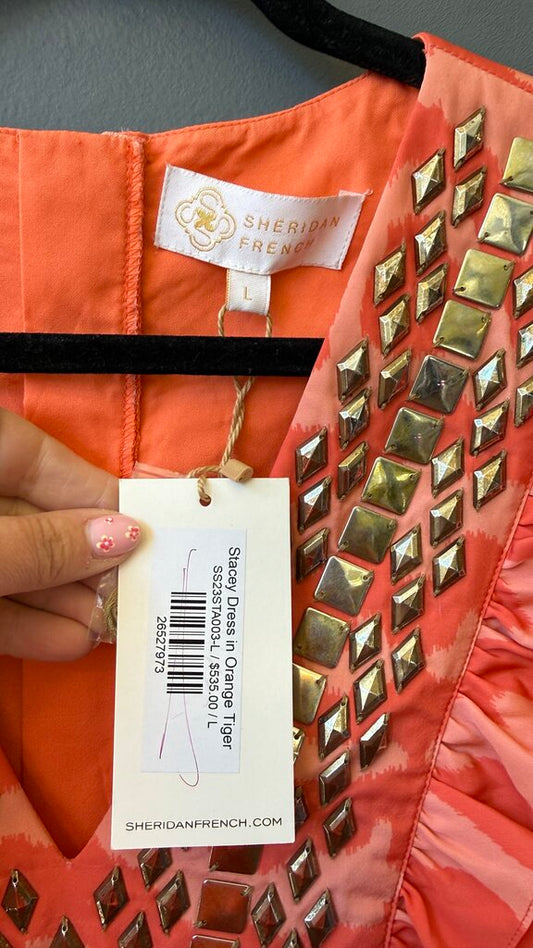 SHERIDAN
FRENCH
L
Stacey Dress in Orange Tiger
SS23STA003-L / $535.00 / L
26527973
SHERIDANFRENCH.COM